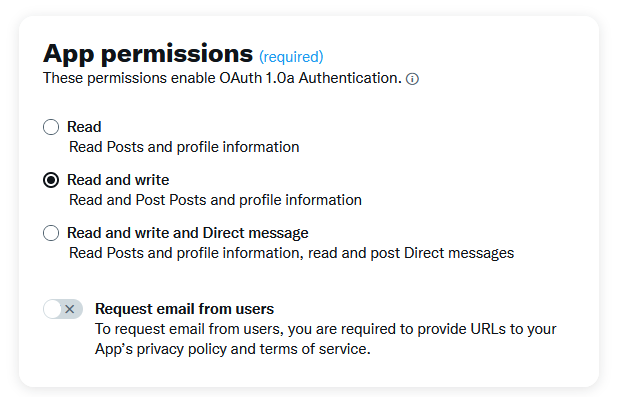 App permissions (required)
These permissions enable OAuth 1.0a Authentication.
Read
Read Posts and profile information
Read and write
Read and Post Posts and profile information
Read and write and Direct message
Read Posts and profile information, read and post Direct messages
Request email from users
To request email from users, you are required to provide URLs to your
App's privacy policy and terms of service.